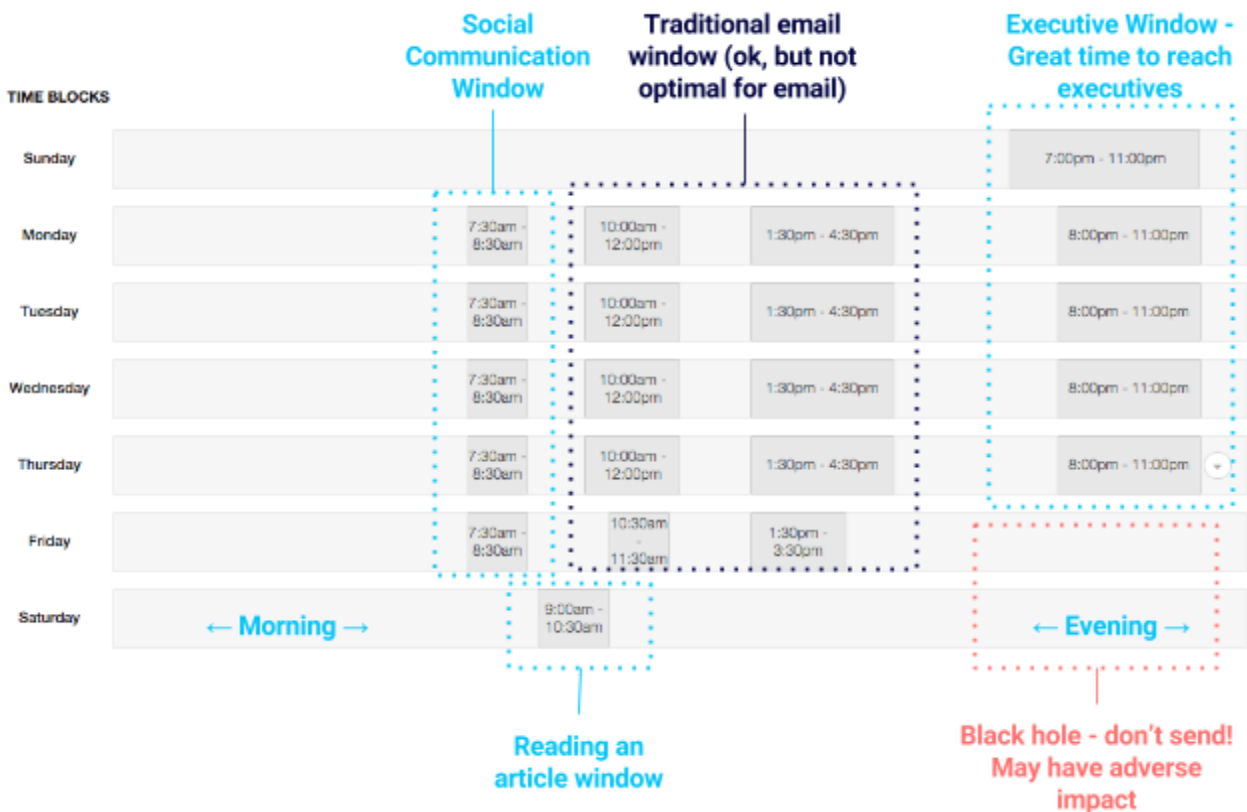 Social
Communication
Window
Traditional email
window (ok, but not
optimal for email)
Executive Window -
Great time to reach
executives
TIME BLOCKS
Sunday
7:00pm - 11:00pm
Monday
7:30am -
8:30am
10:00am -
12:00pm
1:30pm - 4:30pm
8:00pm - 11:00pm
Tuesday
7:30am -
8:30am
10:00am -
12:00pm
1:30pm - 4:30pm
8:00pm - 11:00pm
Wednesday
7:30am -
8:30am
10:00am -
12:00pm
1:30pm - 4:30pm
8:00pm - 11:00pm
Thursday
7:30am -
8:30am
10:00am -
12:00pm
1:30pm - 4:30pm
8:00pm - 11:00pm
Friday
7:30am -
8:30am
10:30am
-
11:30am
1:30pm -
3:30pm
Saturday
← Morning →
9:00am -
10:30am
← Evening →
Reading an
article window
Black hole - don't send!
May have adverse
impact